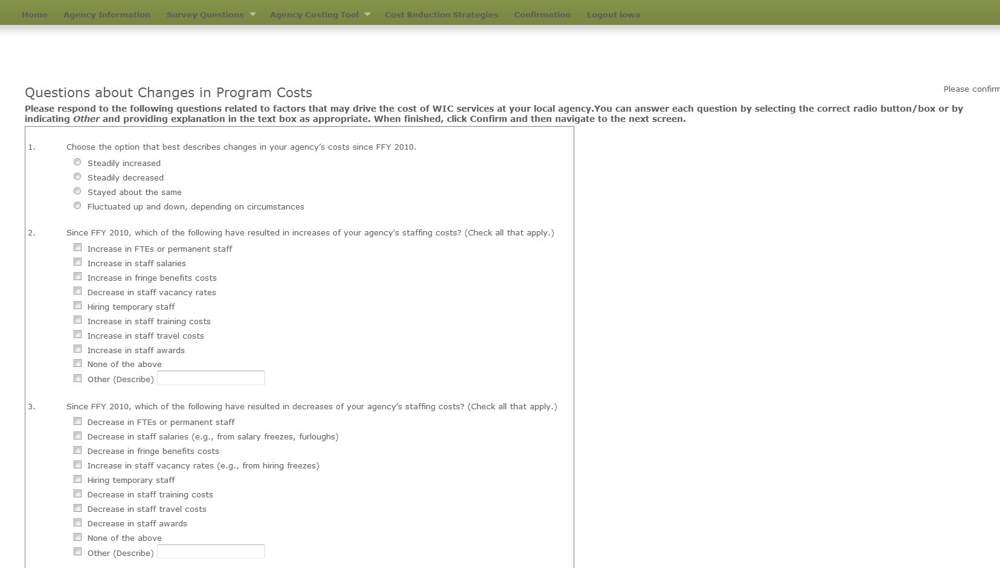 Home Agency Information Survey Questions Agency Costing Tool Cost Reduction Strategies Confirmation Logout iowa
Questions about Changes in Program Costs
Please confirm
Please respond to the following questions related to factors that may drive the cost of WIC services at your local agency.You can answer each question by selecting the correct radio button/box or by
indicating Other and providing explanation in the text box as appropriate. When finished, click Confirm and then navigate to the next screen.
1. Choose the option that best describes changes in your agency’s costs since FFY 2010.
Steadily increased
Steadily decreased
Stayed about the same
Fluctuated up and down, depending on circumstances
2. Since FFY 2010, which of the following have resulted in increases of your agency's staffing costs? (Check all that apply.)
Increase in FTEs or permanent staff
Increase in staff salaries
Increase in fringe benefits costs
Decrease in staff vacancy rates
Hiring temporary staff
Increase in staff training costs
Increase in staff travel costs
Increase in staff awards
None of the above
Other (Describe)
3. Since FFY 2010, which of the following have resulted in decreases of your agency’s staffing costs? (Check all that apply.)
Decrease in FTEs or permanent staff
Decrease in staff salaries (e.g., from salary freezes, furloughs)
Decrease in fringe benefits costs
Increase in staff vacancy rates (e.g., from hiring freezes)
Hiring temporary staff
Decrease in staff training costs
Decrease in staff travel costs
Decrease in staff awards
None of the above
Other (Describe)